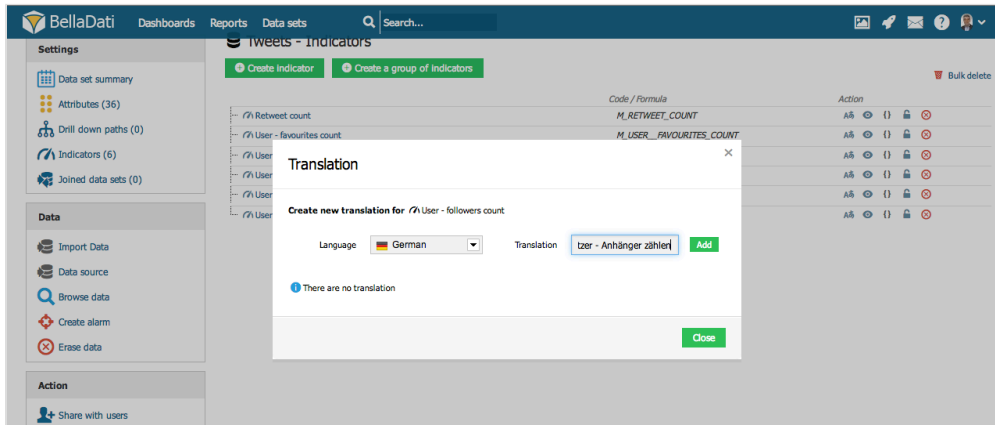 BellaDati Dashboards Reports Data sets Search...
Settings
Tweets - Indicators
Create indicator Create a group of indicators
Bulk delete
Data set summary
Attributes (36)
Drill down paths (0)
Indicators (6)
Joined data sets (0)
Code / Formula Action
Retweet count M_RETWEET_COUNT
User - favourites count M_USER__FAVOURITES_COUNT
User
User
User
User
Translation
Create new translation for User - followers count
Language German Translation tzer - Anhänger zählen Add
There are no translation
Close
Data
Import Data
Data source
Browse data
Create alarm
Erase data
Action
Share with users